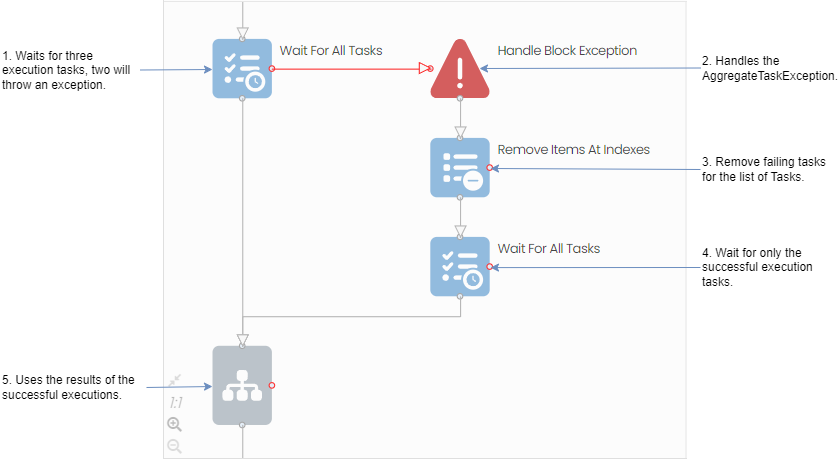 1. Waits for three
execution tasks, two will
throw an exception.
Wait For All Tasks
Handle Block Exception
2. Handles the
AggregateTaskException.
Remove Items At Indexes
3. Remove failing tasks
for the list of Tasks.
Wait For All Tasks
4. Wait for only the
successful execution
tasks.
5. Uses the results of the
successful executions.
1:1